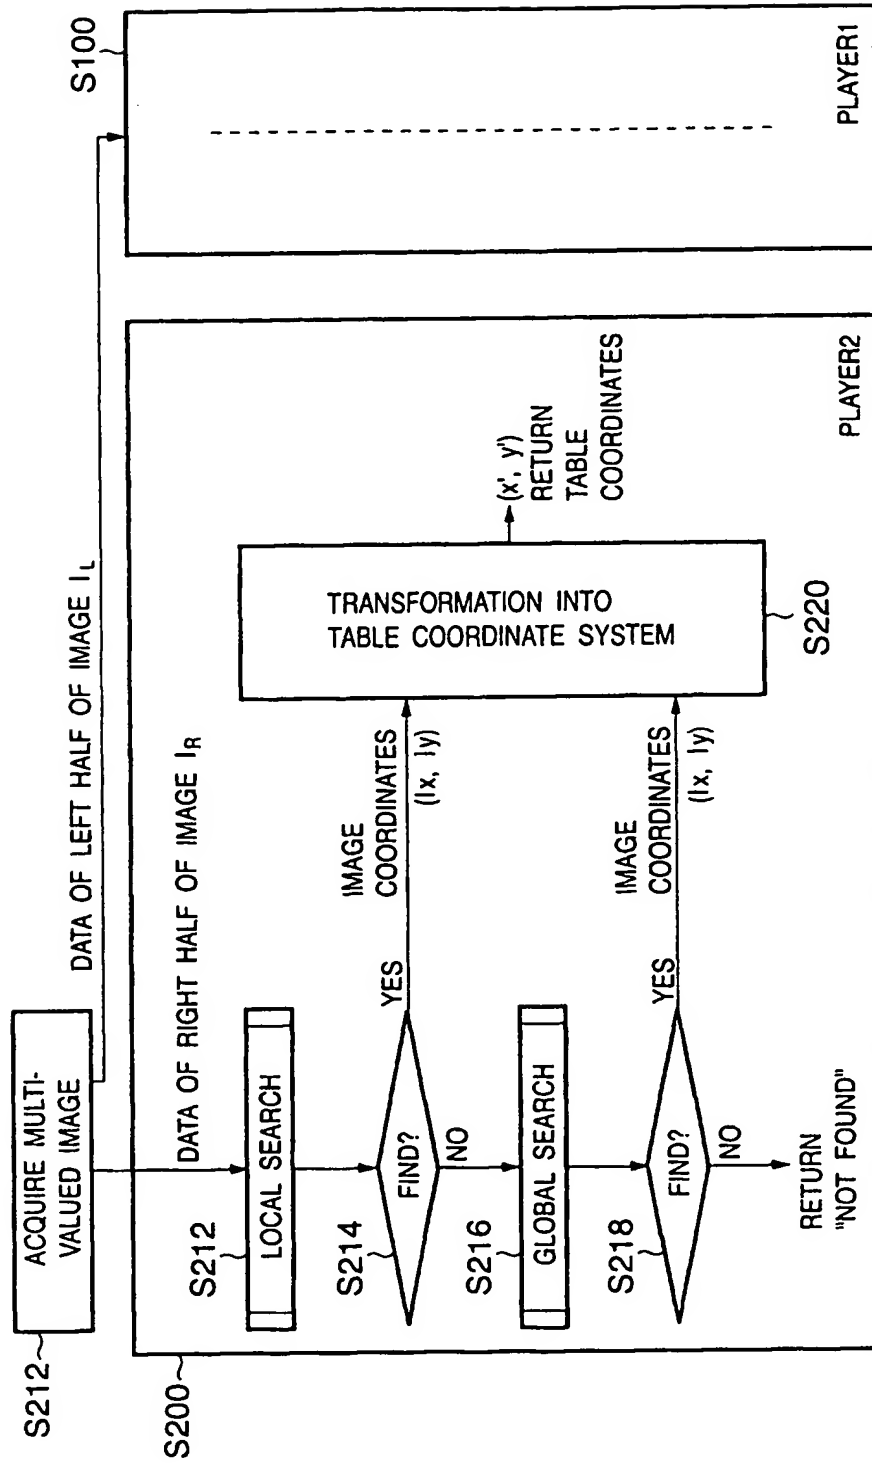 S212
ACQUIRE MULTI-
VALUED IMAGE
DATA OF LEFT HALF OF IMAGE IL
S100
PLAYER1
S200
DATA OF RIGHT HALF OF IMAGE IR
S212
LOCAL SEARCH
S214
FIND?
YES
IMAGE
COORDINATES
(Ix, Iy)
NO
S216
GLOBAL SEARCH
S218
FIND?
YES
IMAGE
COORDINATES
(Ix, Iy)
NO
RETURN
"NOT FOUND"
TRANSFORMATION INTO
TABLE COORDINATE SYSTEM
S220
(x', y')
RETURN
TABLE
COORDINATES
PLAYER2